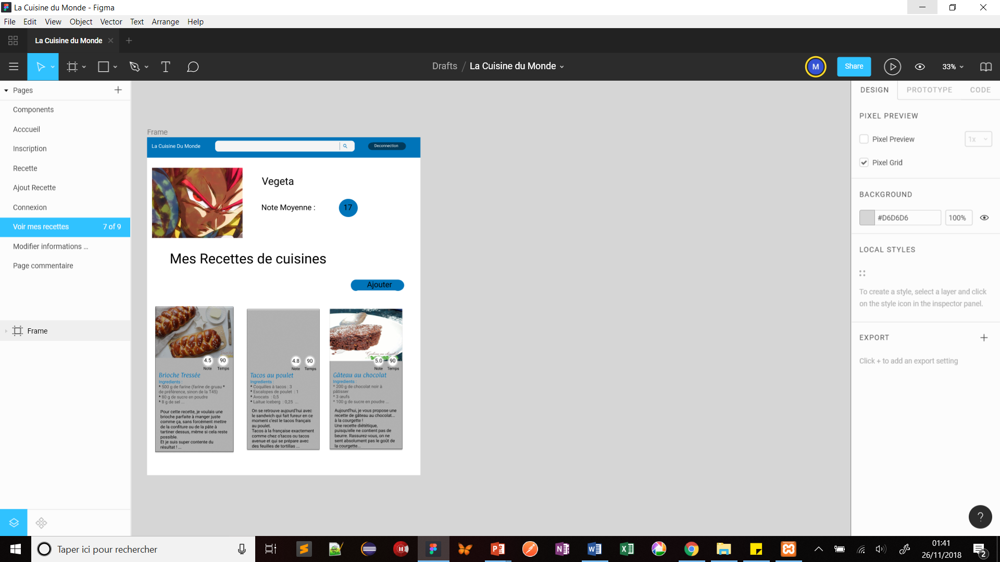 La Cuisine du Monde - Figma
File Edit View Object Vector Text Arrange Help
La Cuisine du Monde
Drafts / La Cuisine du Monde
M
Share
33%
Pages
Components
Acccueil
Inscription
Recette
Ajout Recette
Connexion
Voir mes recettes 7 of 9
Modifier informations ...
Page commentaire
Frame
Frame
La Cuisine Du Monde
Deconnection
Vegeta
Note Moyenne : 17
Mes Recettes de cuisines
Ajouter
4.5 90
Note Temps
Brioche Tressée
Ingredients :
* 500 g de farine (farine de gruau *
de préférence, sinon de la T45)
* 80 g de sucre en poudre
* 8 g de sel ...
Pour cette recette, je voulais une
brioche parfaite à manger juste
comme ça, sans forcément mettre
de la confiture ou de la pâte à
tartiner dessus, même si cela reste
possible.
Et je suis super contente du
résultat ! ...
4.8 90
Note Temps
Tacos au poulet
Ingredients :
* Coquilles à tacos : 3
* Escalopes de poulet : 1
* Avocats : 0,5
* Laitue Iceberg : 0,25 ...
On se retrouve aujourd'hui avec
le sandwich qui fait fureur en ce
moment c'est le tacos français
au poulet.
Tacos à la française exactement
comme chez o'tacos ou tacos
avenue et qui se prépare avec
des feuilles de tortillas ...
5.0 90
Note Temps
Gâteau au chocolat
Ingredients :
* 200 g de chocolat noir à
pâtisser
* 3 œufs
* 100 g de sucre en poudre ...
Aujourd'hui, je vous propose une
recette de gâteau au chocolat...
à la courgette !
Une recette diététique,
puisqu'elle ne contient pas de
beurre. Rassurez-vous, on ne
sent absolument pas le goût de
la courgette...
DESIGN PROTOTYPE CODE
PIXEL PREVIEW
Pixel Preview 1x
Pixel Grid
BACKGROUND
#D6D6D6 100%
LOCAL STYLES
To create a style, select a layer and click
on the style icon in the inspector panel.
EXPORT
Click + to add an export setting
?
Taper ici pour rechercher
01:41
26/11/2018
2